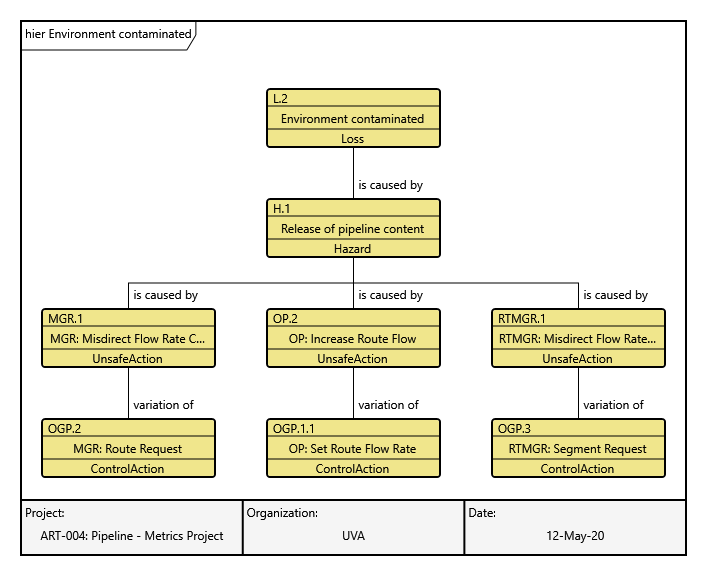 hier Environment contaminated
L.2
Environment contaminated
Loss
is caused by
H.1
Release of pipeline content
Hazard
is caused by is caused by is caused by
MGR.1 OP.2 RTMGR.1
MGR: Misdirect Flow Rate C... OP: Increase Route Flow RTMGR: Misdirect Flow Rate...
UnsafeAction UnsafeAction UnsafeAction
variation of variation of variation of
OGP.2 OGP.1.1 OGP.3
MGR: Route Request OP: Set Route Flow Rate RTMGR: Segment Request
ControlAction ControlAction ControlAction
Project: Organization: Date:
ART-004: Pipeline - Metrics Project UVA 12-May-20